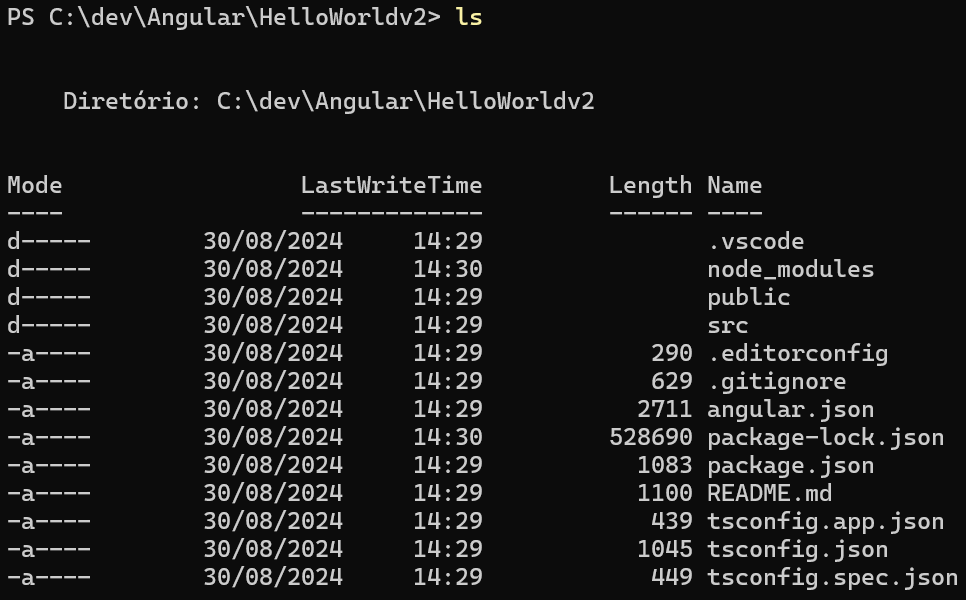 PS C:\dev\Angular\HelloWorldv2> ls
Diretório: C:\dev\Angular\HelloWorldv2
Mode                 LastWriteTime         Length Name
----                 -------------         ------ ----
d-----        30/08/2024     14:29                .vscode
d-----        30/08/2024     14:30                node_modules
d-----        30/08/2024     14:29                public
d-----        30/08/2024     14:29                src
-a----        30/08/2024     14:29            290 .editorconfig
-a----        30/08/2024     14:29            629 .gitignore
-a----        30/08/2024     14:29           2711 angular.json
-a----        30/08/2024     14:30         528690 package-lock.json
-a----        30/08/2024     14:29           1083 package.json
-a----        30/08/2024     14:29           1100 README.md
-a----        30/08/2024     14:29            439 tsconfig.app.json
-a----        30/08/2024     14:29           1045 tsconfig.json
-a----        30/08/2024     14:29            449 tsconfig.spec.json